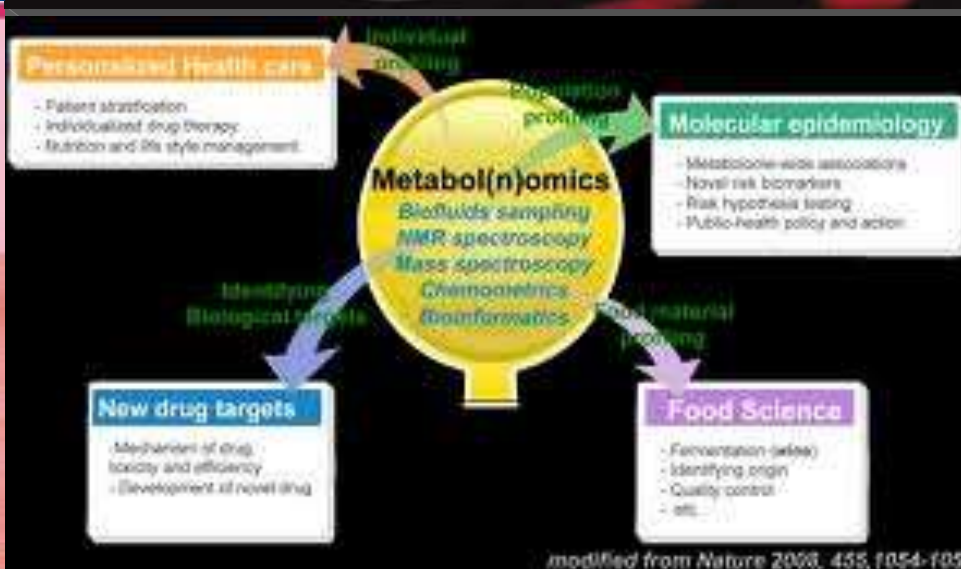 Individual
profiling
Personalized Health care
- Patient stratification
- Individualized drug therapy
- Nutrition and life style management
Population
profiling
Molecular epidemiology
- Metabolome-wide associations
- Novel risk biomarkers
- Risk hypothesis testing
- Public-health policy and action
Metabol(n)omics
Biofluids sampling
NMR spectroscopy
Mass spectroscopy
Chemometrics
Bioinformatics
Identifying
Biological targets
Food material
profiling
New drug targets
-Mechanism of drug,
toxicity and efficiency
- Development of novel drug
Food Science
- Fermentation
- Identifying origin
- Quality control
- etc
modified from Nature 2008, 455, 1054-105